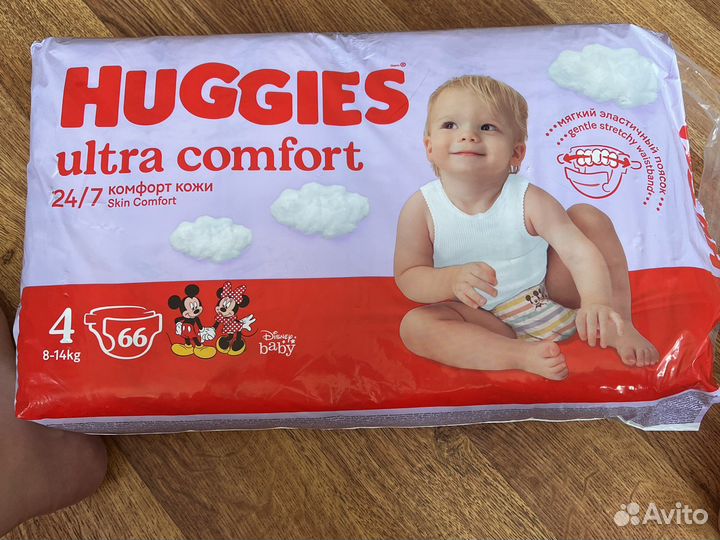 HUGGIES®
ultra comfort
24/7 комфорт кожи
Skin Comfort
мягкий эластичный поясок
gentle stretchy waistband
4
8-14kg
66
Disney
baby
Avito